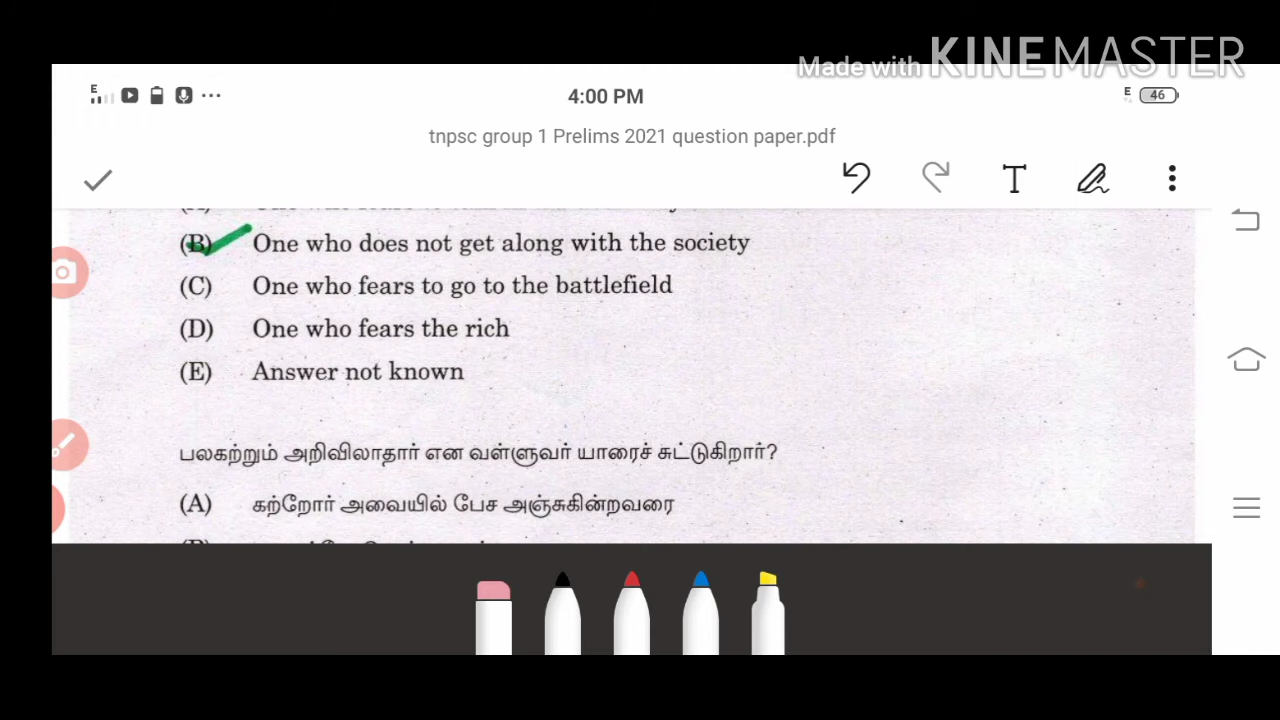 Made with KINEMASTER
E 4:00 PM E 46
tnpsc group 1 Prelims 2021 question paper.pdf
T
(B) One who does not get along with the society
(C) One who fears to go to the battlefield
(D) One who fears the rich
(E) Answer not known
பலகற்றும் அறிவிலாதார் என வள்ளுவர் யாரைச் சுட்டுகிறார்?
(A) கற்றோர் அவையில் பேச அஞ்சுகின்றவரை